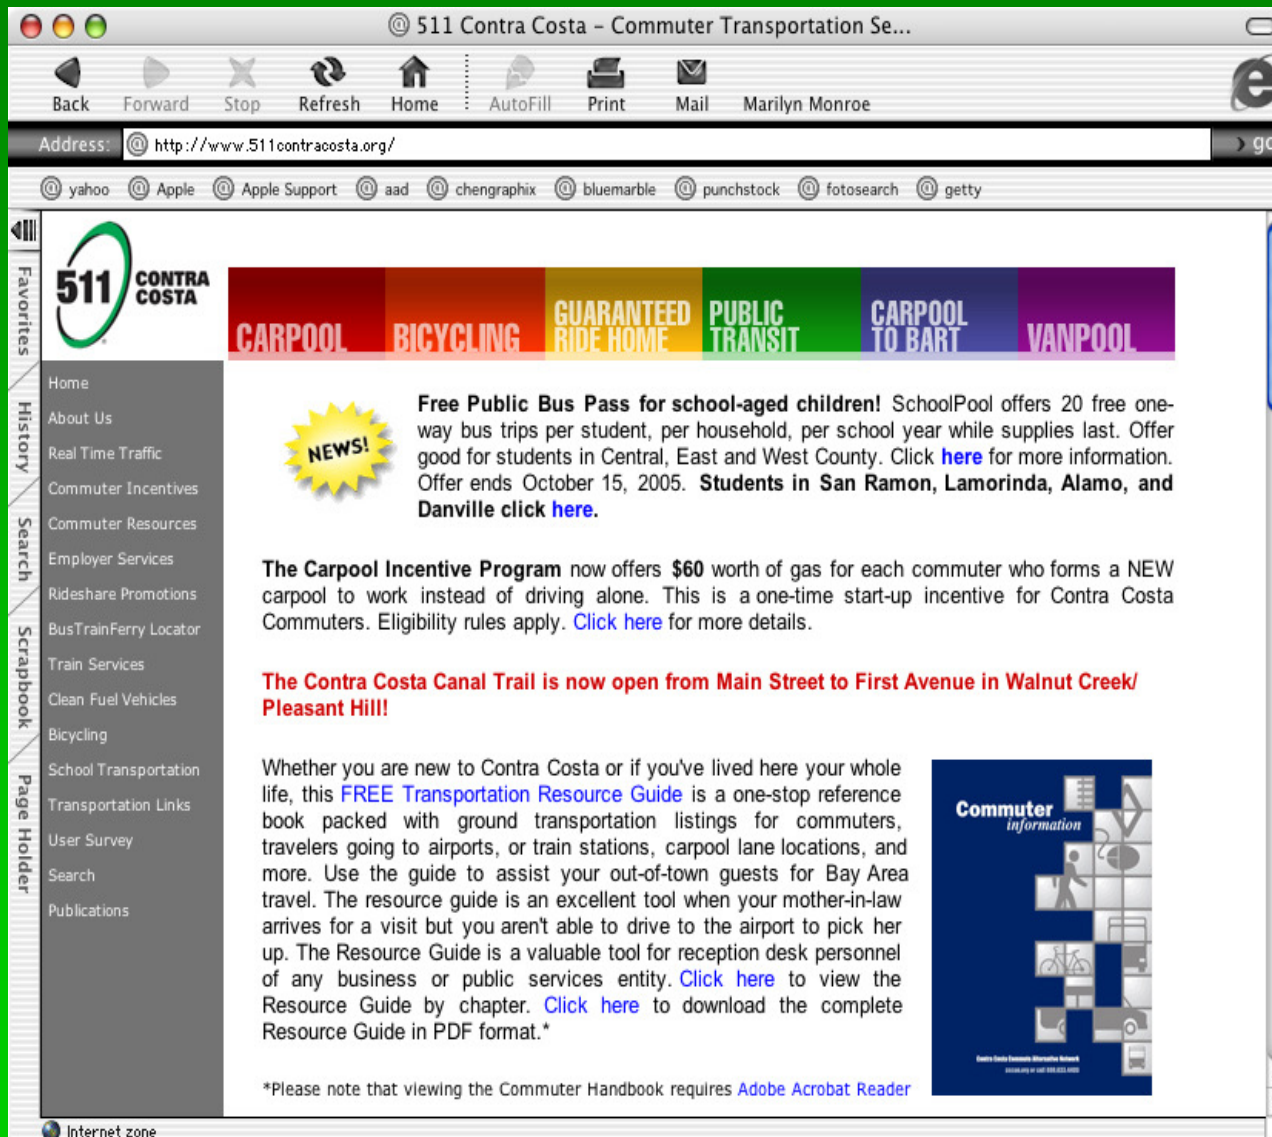 511 Contra Costa – Commuter Transportation Se...
Back Forward Stop Refresh Home AutoFill Print Mail Marilyn Monroe
Address: http://www.511contracosta.org/ go
yahoo Apple Apple Support aad chengraphix bluemarble punchstock fotosearch getty
Favorites
History
Search
Scrapbook
Page Holder
511 CONTRA
COSTA
CARPOOL
BICYCLING
GUARANTEED
RIDE HOME
PUBLIC
TRANSIT
CARPOOL
TO BART
VANPOOL
Home
About Us
Real Time Traffic
Commuter Incentives
Commuter Resources
Employer Services
Rideshare Promotions
BusTrainFerry Locator
Train Services
Clean Fuel Vehicles
Bicycling
School Transportation
Transportation Links
User Survey
Search
Publications
NEWS!
Free Public Bus Pass for school-aged children! SchoolPool offers 20 free one-
way bus trips per student, per household, per school year while supplies last. Offer
good for students in Central, East and West County. Click here for more information.
Offer ends October 15, 2005. Students in San Ramon, Lamorinda, Alamo, and
Danville click here.
The Carpool Incentive Program now offers $60 worth of gas for each commuter who forms a NEW
carpool to work instead of driving alone. This is a one-time start-up incentive for Contra Costa
Commuters. Eligibility rules apply. Click here for more details.
The Contra Costa Canal Trail is now open from Main Street to First Avenue in Walnut Creek/
Pleasant Hill!
Whether you are new to Contra Costa or if you've lived here your whole
life, this FREE Transportation Resource Guide is a one-stop reference
book packed with ground transportation listings for commuters,
travelers going to airports, or train stations, carpool lane locations, and
more. Use the guide to assist your out-of-town guests for Bay Area
travel. The resource guide is an excellent tool when your mother-in-law
arrives for a visit but you aren't able to drive to the airport to pick her
up. The Resource Guide is a valuable tool for reception desk personnel
of any business or public services entity. Click here to view the
Resource Guide by chapter. Click here to download the complete
Resource Guide in PDF format.*
*Please note that viewing the Commuter Handbook requires Adobe Acrobat Reader
Commuter
information
Contra Costa Commute Alternative Network
Internet zone